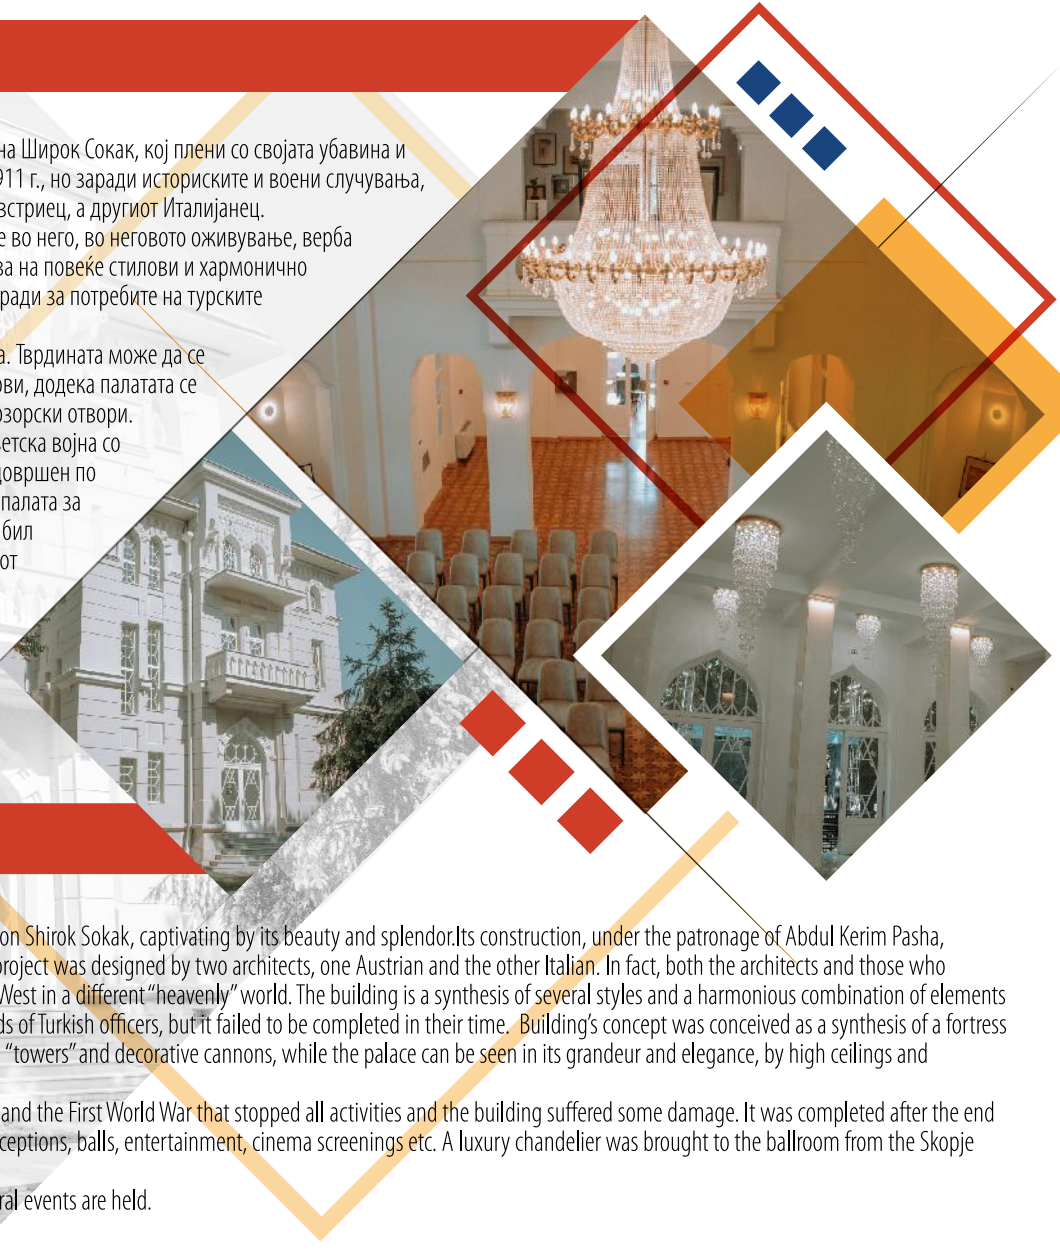 на Широк Сокак, кој плени со својата убавина и
911 г., но заради историските и воени случувања,
встриец, а другиот Италијанец.
е во него, во неговото оживување, верба
за на повеќе стилови и хармонично
ради за потребите на турските
а. Тврдината може да се
ови, додека палатата се
озорски отвори.
ветска војна со
довршен по
палата за
бил
от
on Shirok Sokak, captivating by its beauty and splendor.Its construction, under the patronage of Abdul Kerim Pasha,
project was designed by two architects, one Austrian and the other Italian. In fact, both the architects and those who
West in a different “heavenly” world. The building is a synthesis of several styles and a harmonious combination of elements
ds of Turkish officers, but it failed to be completed in their time. Building’s concept was conceived as a synthesis of a fortress
“towers” and decorative cannons, while the palace can be seen in its grandeur and elegance, by high ceilings and
and the First World War that stopped all activities and the building suffered some damage. It was completed after the end
ceptions, balls, entertainment, cinema screenings etc. A luxury chandelier was brought to the ballroom from the Skopje
ral events are held.